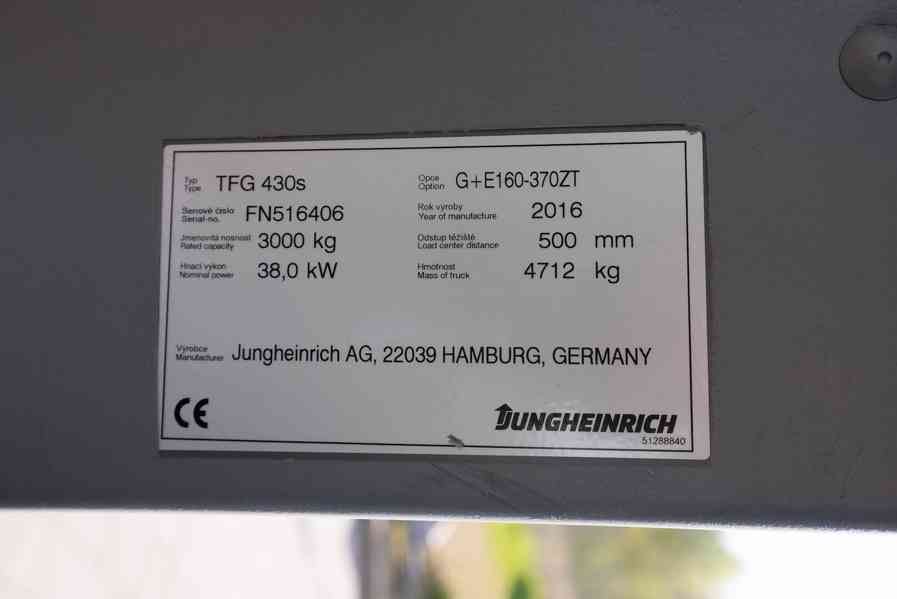 Typ
Type TFG 430s
Opce
Option G+E160-370ZT
Seriové číslo
Serial-no. FN516406
Rok výroby
Year of manufacture 2016
Jmenovitá nosnost
Rated capacity 3000 kg
Odstup těžiště
Load center distance 500 mm
Hnací výkon
Nominal power 38,0 kW
Hmotnost
Mass of truck 4712 kg
Výrobce
Manufacturer Jungheinrich AG, 22039 HAMBURG, GERMANY
CE
JUNGHEINRICH
51288840